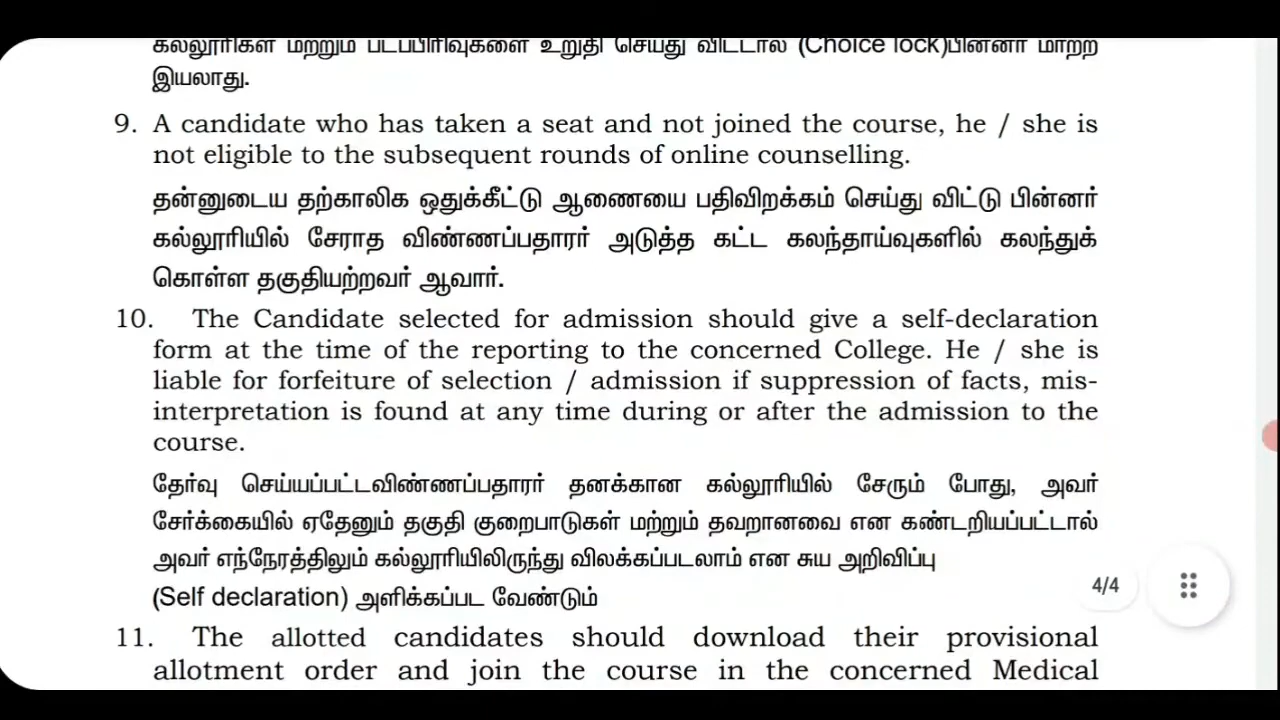 கல்லூரிகள் மற்றும் படப்பிரிவுகளை உறுதி செய்து விட்டால் (Choice lock)பின்னர் மாற்ற
இயலாது.
9. A candidate who has taken a seat and not joined the course, he / she is
not eligible to the subsequent rounds of online counselling.
தன்னுடைய தற்காலிக ஒதுக்கீட்டு ஆணையை பதிவிறக்கம் செய்து விட்டு பின்னர்
கல்லூரியில் சேராத விண்ணப்பதாரர் அடுத்த கட்ட கலந்தாய்வுகளில் கலந்துக்
கொள்ள தகுதியற்றவர் ஆவார்.
10. The Candidate selected for admission should give a self-declaration
form at the time of the reporting to the concerned College. He / she is
liable for forfeiture of selection / admission if suppression of facts, mis-
interpretation is found at any time during or after the admission to the
course.
தேர்வு செய்யப்பட்டவிண்ணப்பதாரர் தனக்கான கல்லூரியில் சேரும் போது, அவர்
சேர்க்கையில் ஏதேனும் தகுதி குறைபாடுகள் மற்றும் தவறானவை என கண்டறியப்பட்டால்
அவர் எந்நேரத்திலும் கல்லூரியிலிருந்து விலக்கப்படலாம் என சுய அறிவிப்பு
(Self declaration) அளிக்கப்பட வேண்டும்
4/4
11. The allotted candidates should download their provisional
allotment order and join the course in the concerned Medical